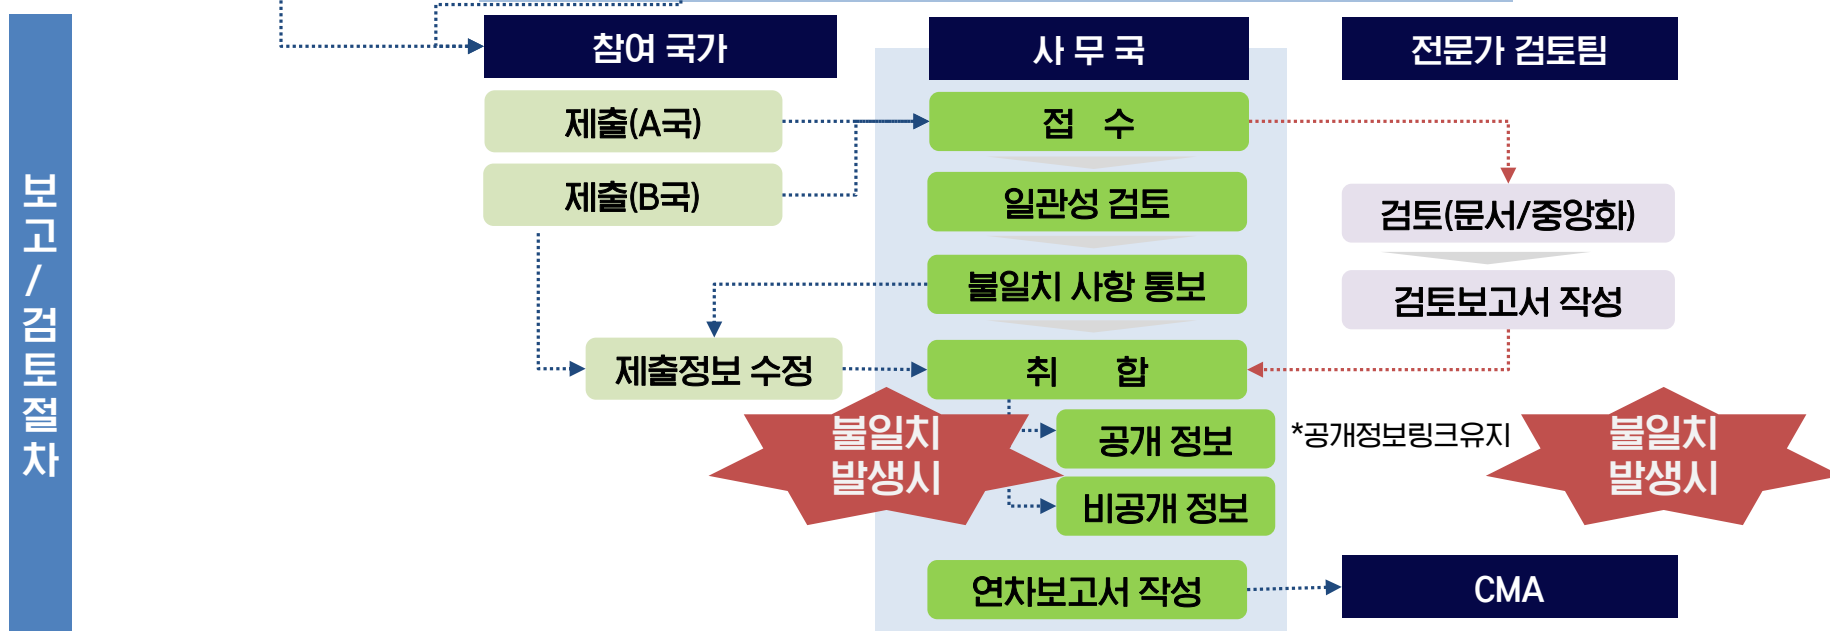 보고/검토절차
참여 국가
사 무 국
전문가 검토팀
제출(A국)
접 수
제출(B국)
일관성 검토
검토(문서/중앙화)
불일치 사항 통보
검토보고서 작성
제출정보 수정
취 합
불일치
발생시
공개 정보
*공개정보링크유지
불일치
발생시
비공개 정보
연차보고서 작성
CMA